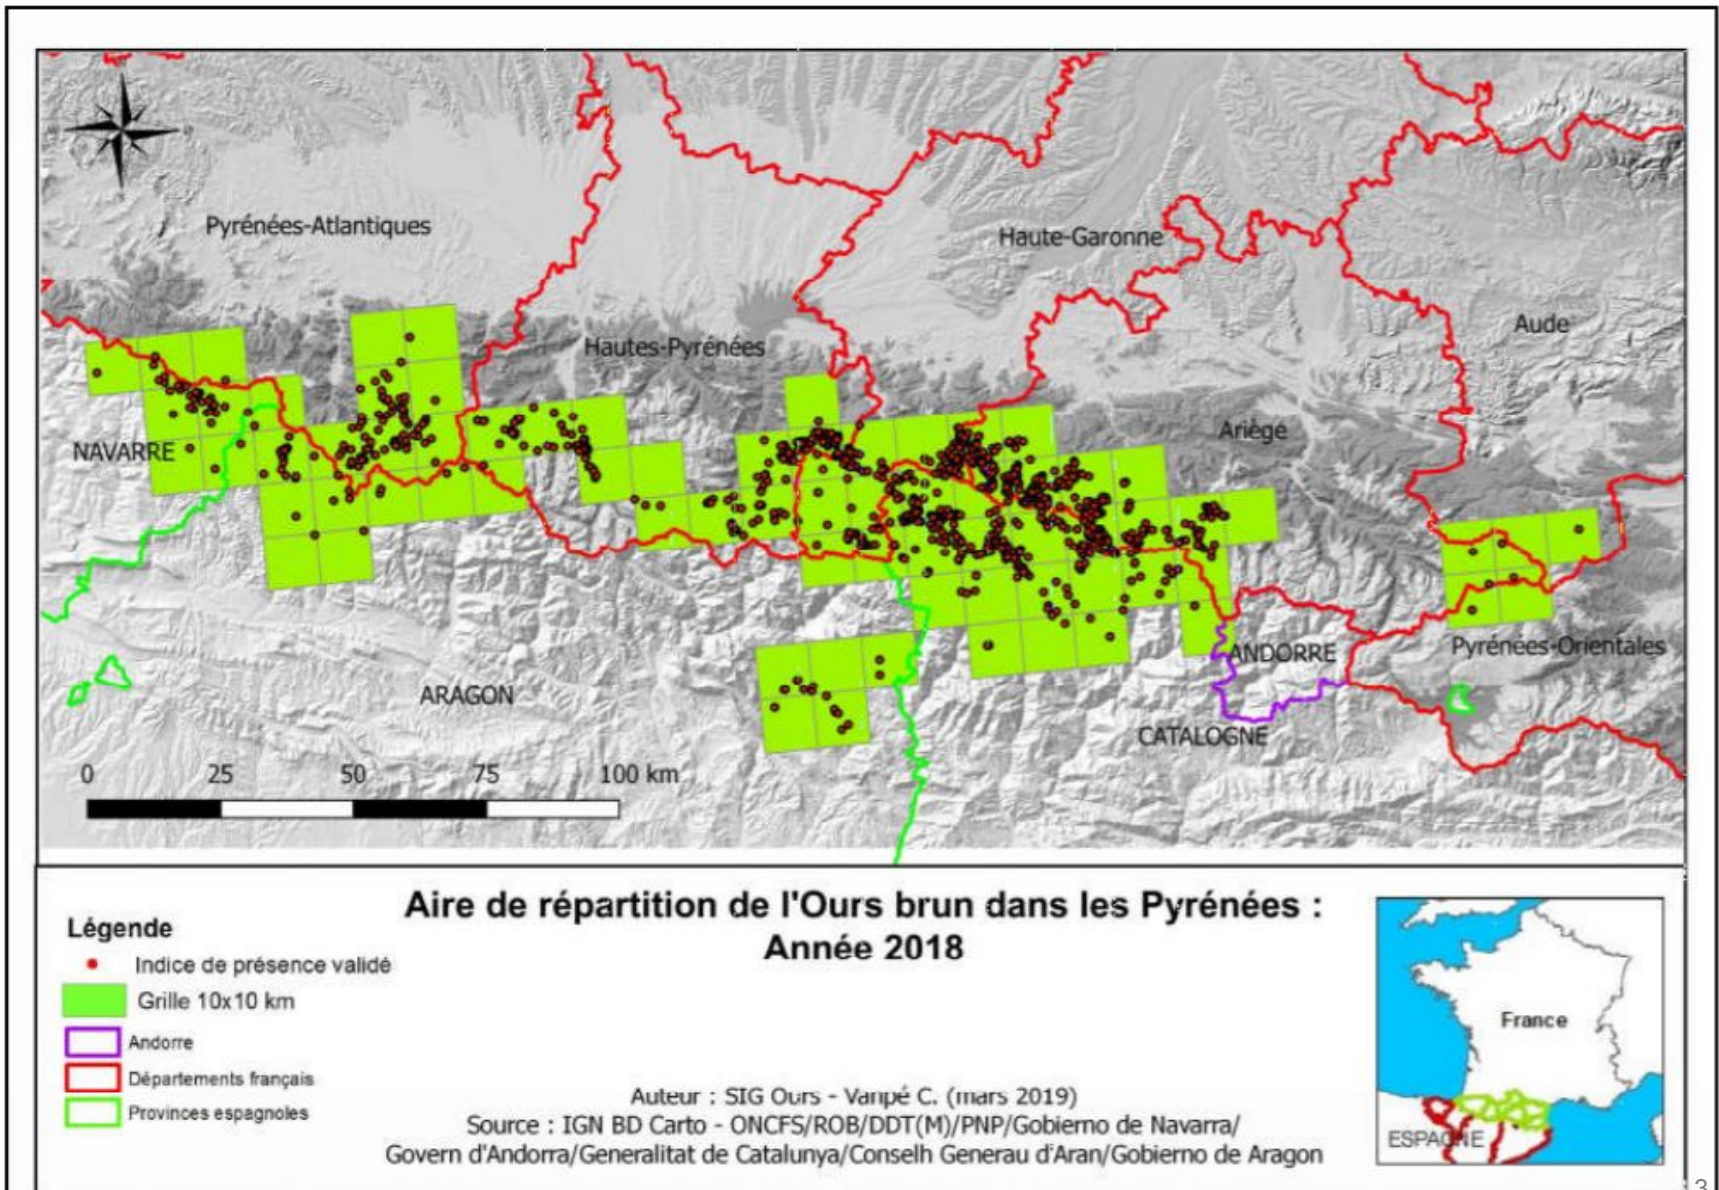 Pyrénées-Atlantiques
Haute-Garonne
Aude
Hautes-Pyrénées
Ariège
NAVARRE
ANDORRE
Pyrénées-Orientales
ARAGON
CATALOGNE
0 25 50 75 100 km
Aire de répartition de l'Ours brun dans les Pyrénées :
Année 2018
Légende
Indice de présence validé
Grille 10x10 km
Andorre
Départements français
Provinces espagnoles
Auteur : SIG Ours - Vanpé C. (mars 2019)
Source : IGN BD Carto - ONCFS/ROB/DDT(M)/PNP/Gobierno de Navarra/
Govern d'Andorra/Generalitat de Catalunya/Conselh Generau d'Aran/Gobierno de Aragon
France
ESPAGNE